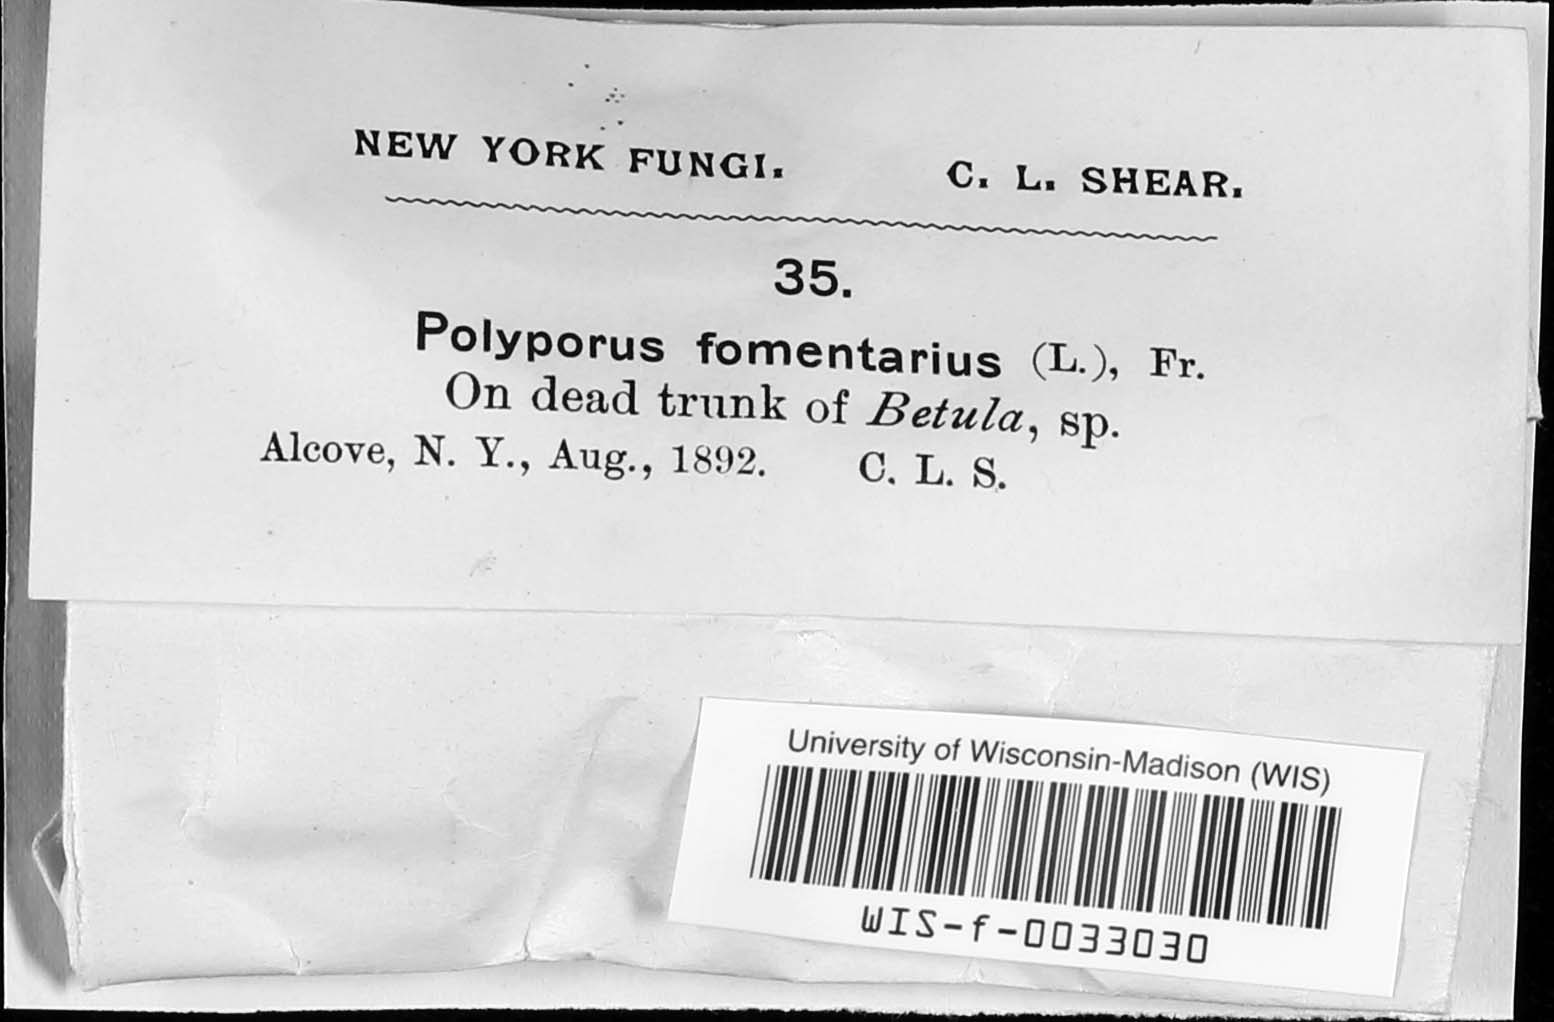 NEW YORK FUNGI. C. L. SHEAR.
35.
Polyporus fomentarius (L.), Fr.
On dead trunk of Betula, sp.
Alcove, N. Y., Aug., 1892. C. L. S.
University of Wisconsin-Madison (WIS)
WIS-f-0033030